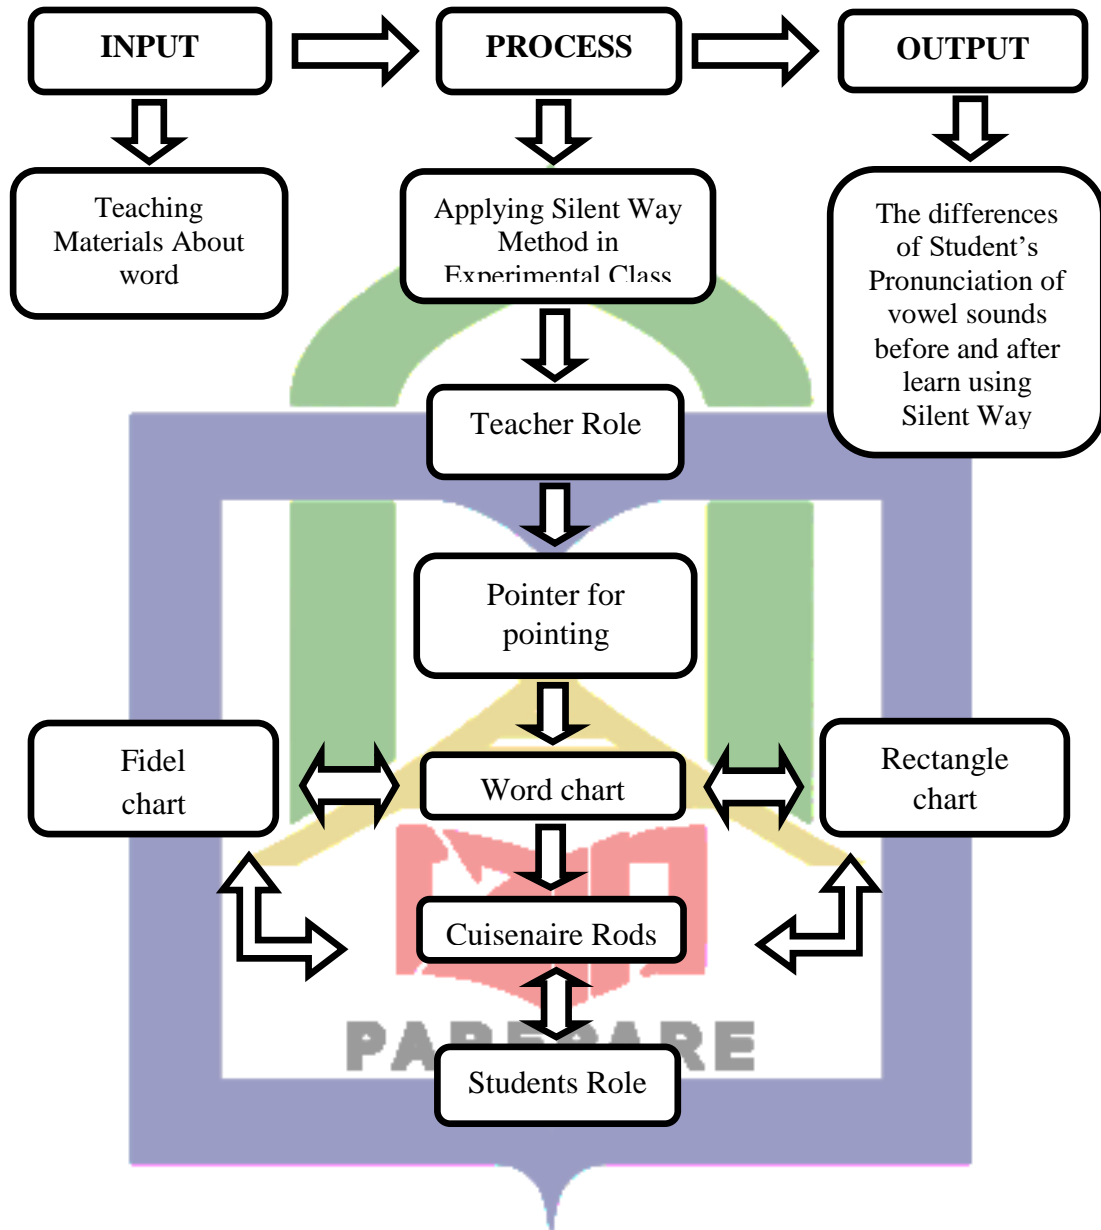 INPUT
PROCESS
OUTPUT
Teaching
Materials About
word
Applying Silent Way
Method in
Experimental Class
The differences
of Student’s
Pronunciation of
vowel sounds
before and after
learn using
Silent Way
Teacher Role
Pointer for
pointing
Fidel
chart
Word chart
Rectangle
chart
Cuisenaire Rods
PAREPARE
Students Role